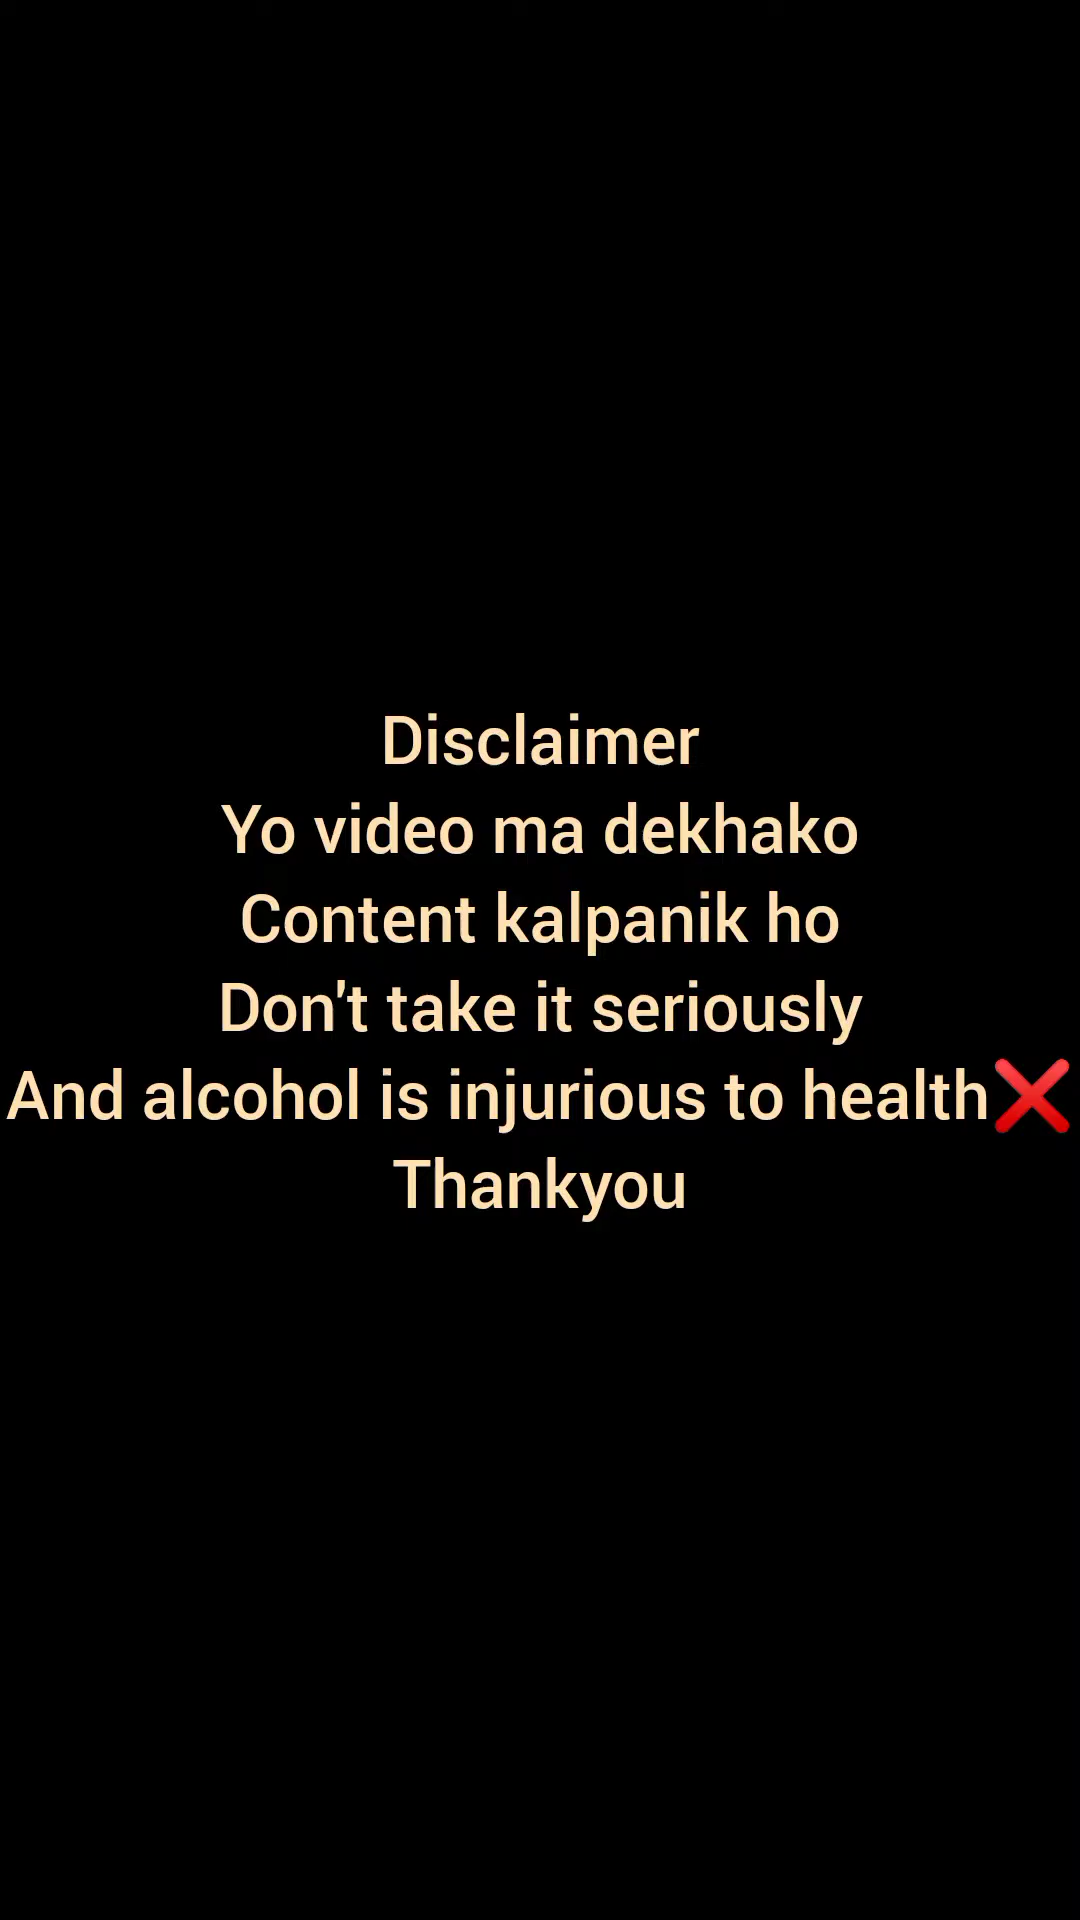 Disclaimer
Yo video ma dekhako
Content kalpanik ho
Don't take it seriously
And alcohol is injurious to health❌
Thankyou